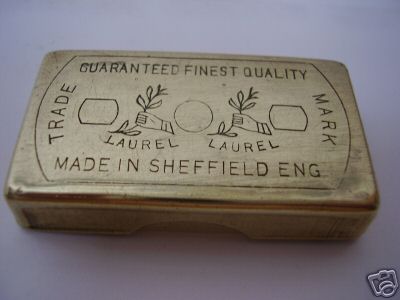 GUARANTEED FINEST QUALITY
TRADE MARK
LAUREL LAUREL
MADE IN SHEFFIELD ENG